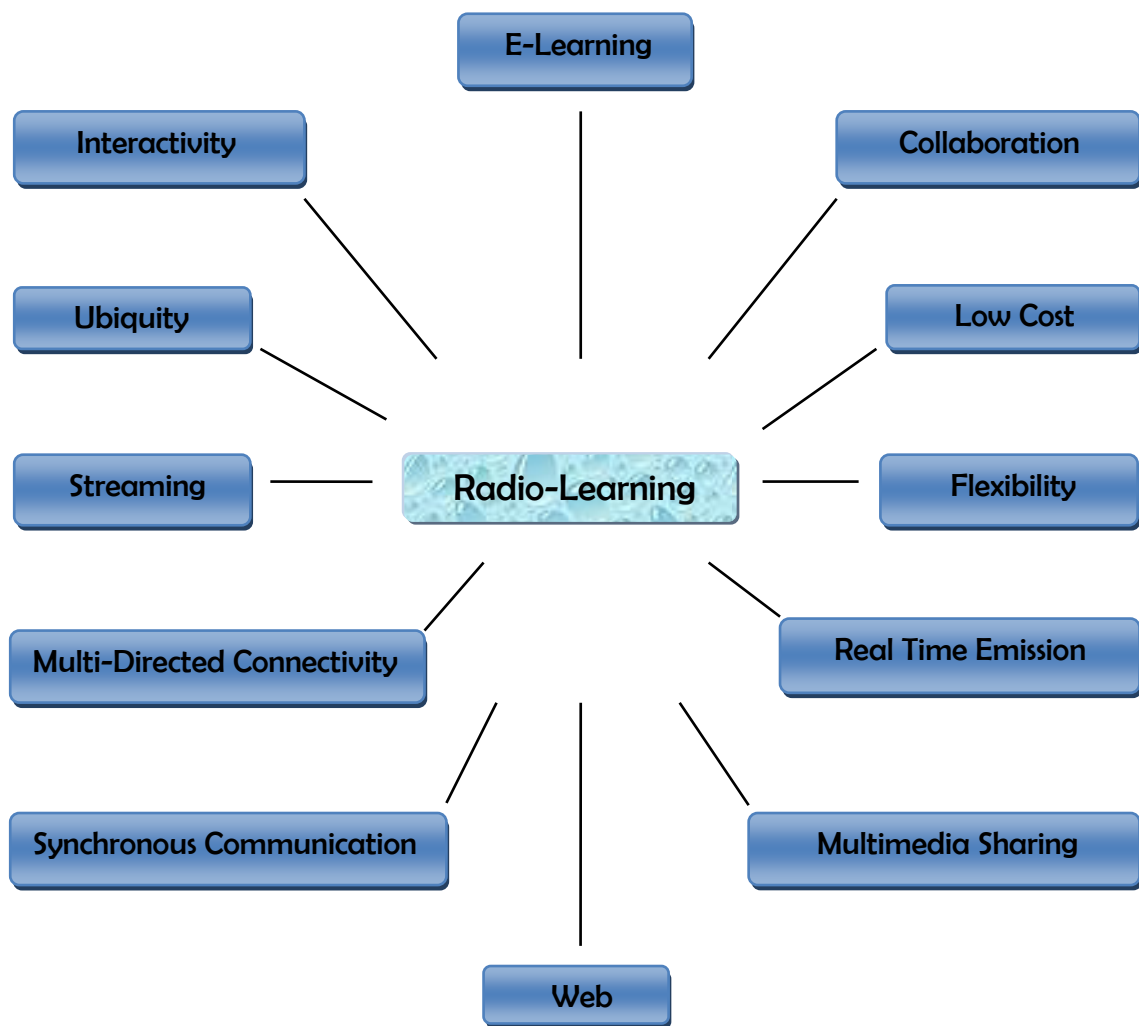 E-Learning
Interactivity
Collaboration
Ubiquity
Low Cost
Streaming
Radio-Learning
Flexibility
Multi-Directed Connectivity
Real Time Emission
Synchronous Communication
Multimedia Sharing
Web